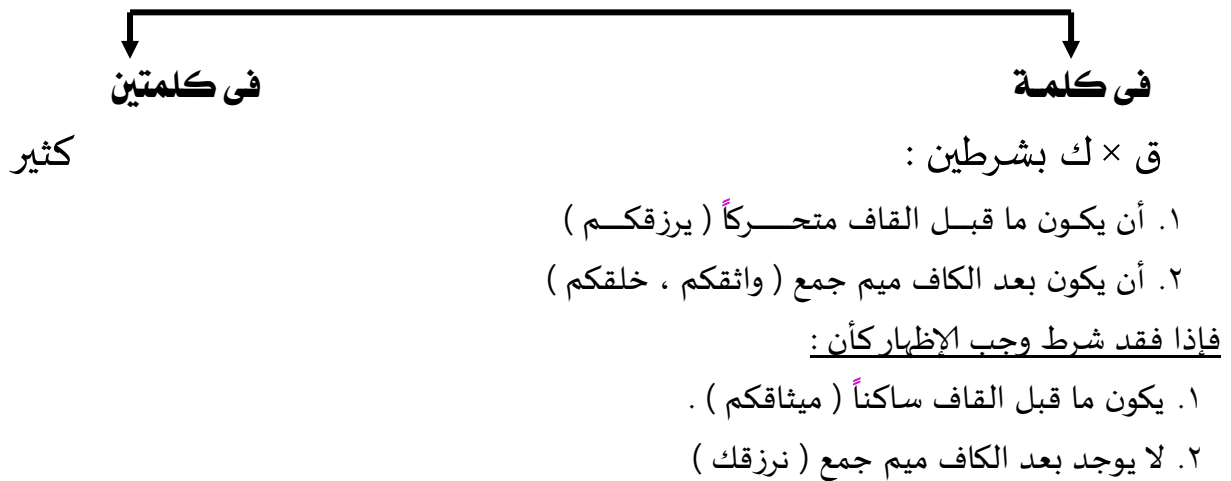 فى كلمة
فى كلمتين
ق × ك بشرطين :
كثير
١. أن يكون ما قبل القاف متحركاً ( يرزقكم )
٢. أن يكون بعد الكاف ميم جمع ( واثقكم ، خلقكم )
فإذا فقد شرط وجب الإظهار كأن :
١. يكون ما قبل القاف ساكناً ( ميثاقكم ) .
٢. لا يوجد بعد الكاف ميم جمع ( نرزقك )